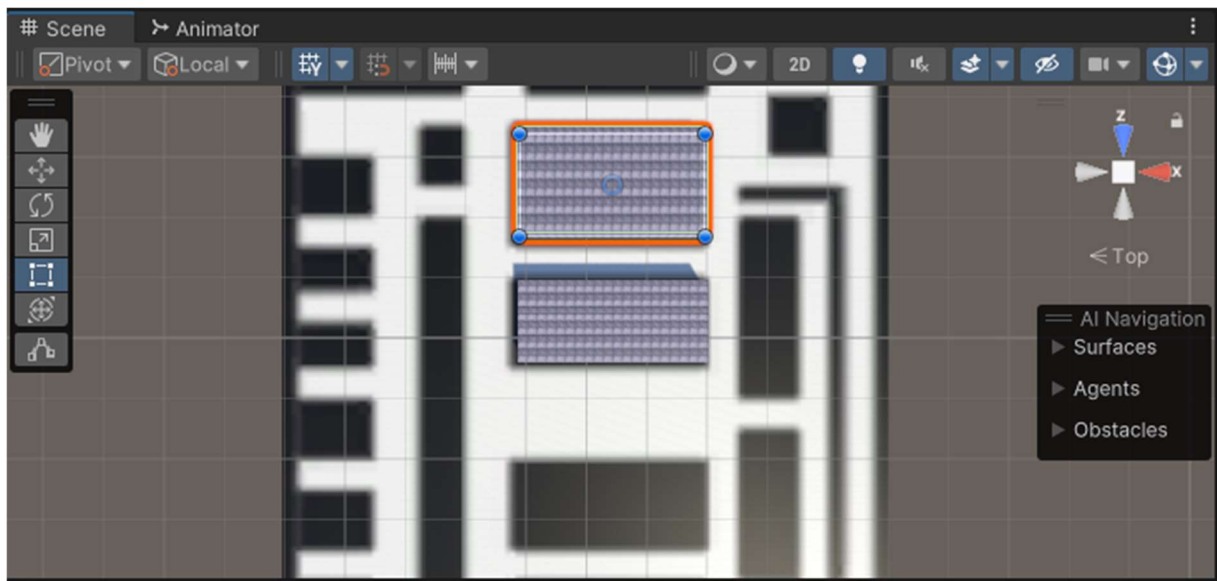 Scene Animator
Pivot Local 2D
z
x
Top
AI Navigation
Surfaces
Agents
Obstacles